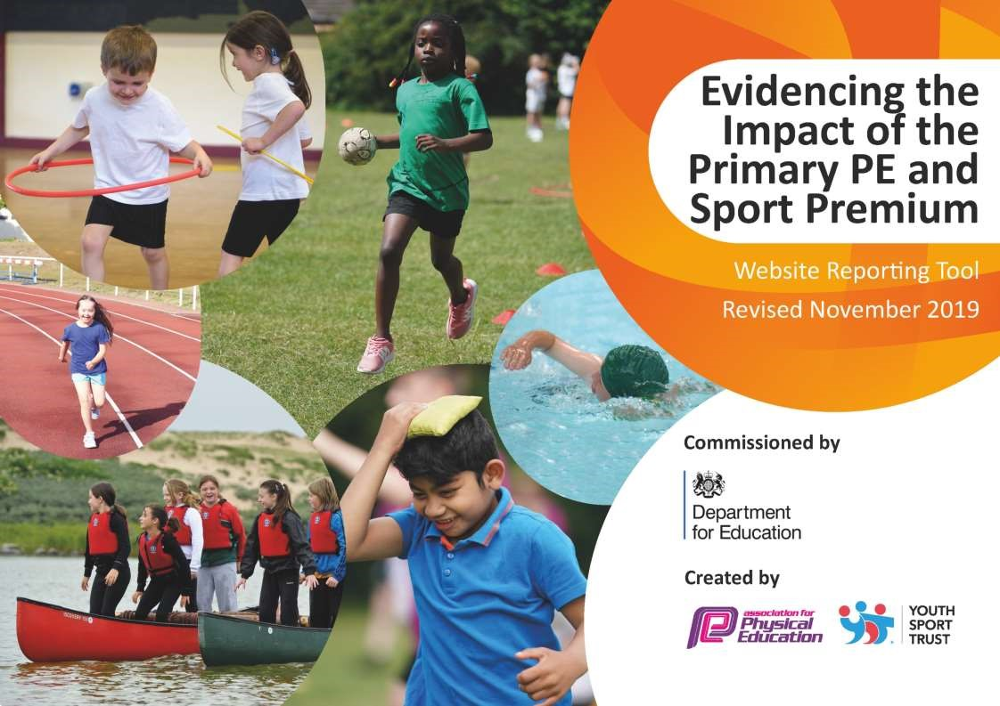 Evidencing the
Impact of the
Primary PE and
Sport Premium
Website Reporting Tool
Revised November 2019
Commissioned by
Department
for Education
Created by
association for
Physical
Education
YOUTH
SPORT
TRUST